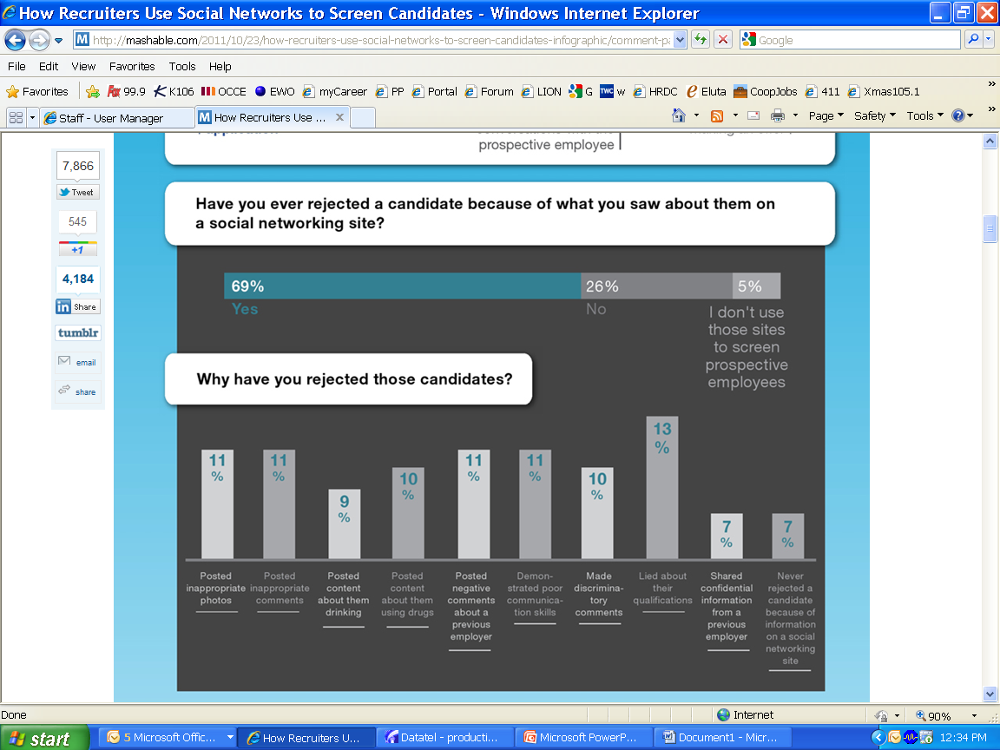 How Recruiters Use Social Networks to Screen Candidates - Windows Internet Explorer
http://mashable.com/2011/10/23/how-recruiters-use-social-networks-to-screen-candidates-infographic/comment-pa
Google
File Edit View Favorites Tools Help
Favorites 99.9 K106 OCCE EWO myCareer PP Portal Forum LION G w HRDC Eluta CoopJobs 411 Xmas105.1
Staff - User Manager
How Recruiters Use ...
Page Safety Tools
prospective employee
7,866
Tweet
545
+1
4,184
in Share
tumblr
email
share
Have you ever rejected a candidate because of what you saw about them on
a social networking site?
69% 26% 5%
Yes
No
I don't use
those sites
to screen
prospective
employees
Why have you rejected those candidates?
11
%
11
%
9
%
10
%
11
%
11
%
10
%
13
%
7
%
7
%
Posted
inappropriate
photos
Posted
inappropriate
comments
Posted
content
about them
drinking
Posted
content
about them
using drugs
Posted
negative
comments
about a
previous
employer
Demon-
strated poor
communica-
tion skills
Made
discrimina-
tory
comments
Lied about
their
qualifications
Shared
confidential
information
from a
previous
employer
Never
rejected a
candidate
because of
information
on a social
networking
site
Done
Internet
90%
start
5 Microsoft Offic...
How Recruiters U...
Datatel - producti...
Microsoft PowerP...
Document1 - Micr...
12:34 PM